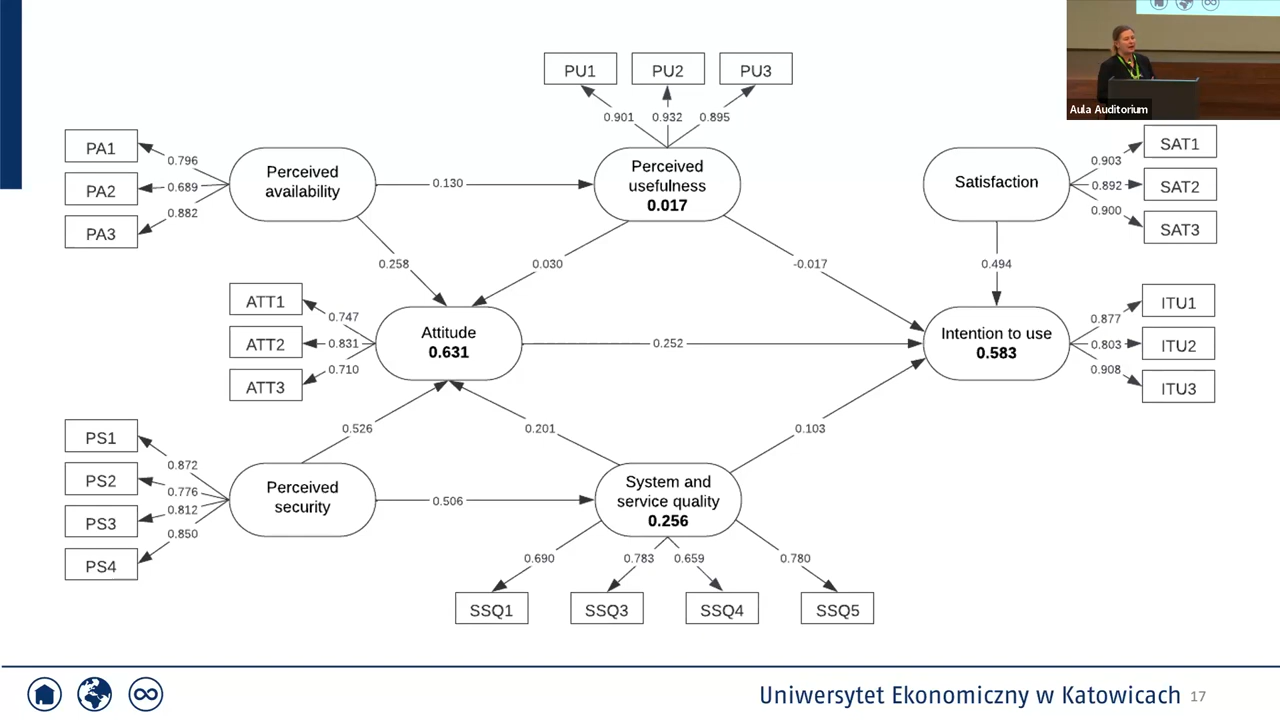 PU1
PU2
PU3
0.901
0.932
0.895
Aula Auditorium
PA1
PA2
PA3
0.796
0.689
0.882
Perceived
availability
0.130
Perceived
usefulness
0.017
Satisfaction
0.903
0.892
0.900
SAT1
SAT2
SAT3
0.258
0.030
-0.017
0.494
ATT1
ATT2
ATT3
0.747
0.831
0.710
Attitude
0.631
0.252
Intention to use
0.583
0.877
0.803
0.908
ITU1
ITU2
ITU3
0.526
0.201
0.103
PS1
PS2
PS3
PS4
0.872
0.776
0.812
0.850
Perceived
security
0.506
System and
service quality
0.256
0.690
0.783
0.659
0.780
SSQ1
SSQ3
SSQ4
SSQ5
Uniwersytet Ekonomiczny w Katowicach
17